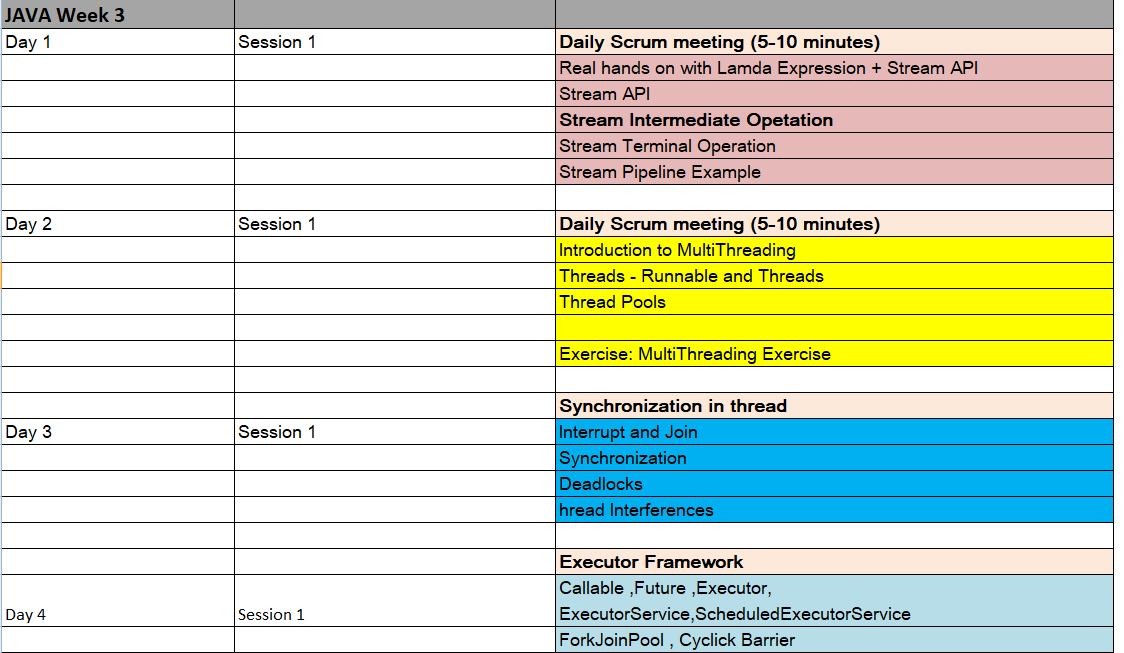 JAVA Week 3
Day 1 Session 1 Daily Scrum meeting (5-10 minutes)
Real hands on with Lamda Expression + Stream API
Stream API
Stream Intermediate Opetation
Stream Terminal Operation
Stream Pipeline Example
Day 2 Session 1 Daily Scrum meeting (5-10 minutes)
Introduction to MultiThreading
Threads - Runnable and Threads
Thread Pools
Exercise: MultiThreading Exercise
Synchronization in thread
Day 3 Session 1 Interrupt and Join
Synchronization
Deadlocks
hread Interferences
Executor Framework
Callable ,Future ,Executor,
Day 4 Session 1 ExecutorService,ScheduledExecutorService
ForkJoinPool , Cyclick Barrier